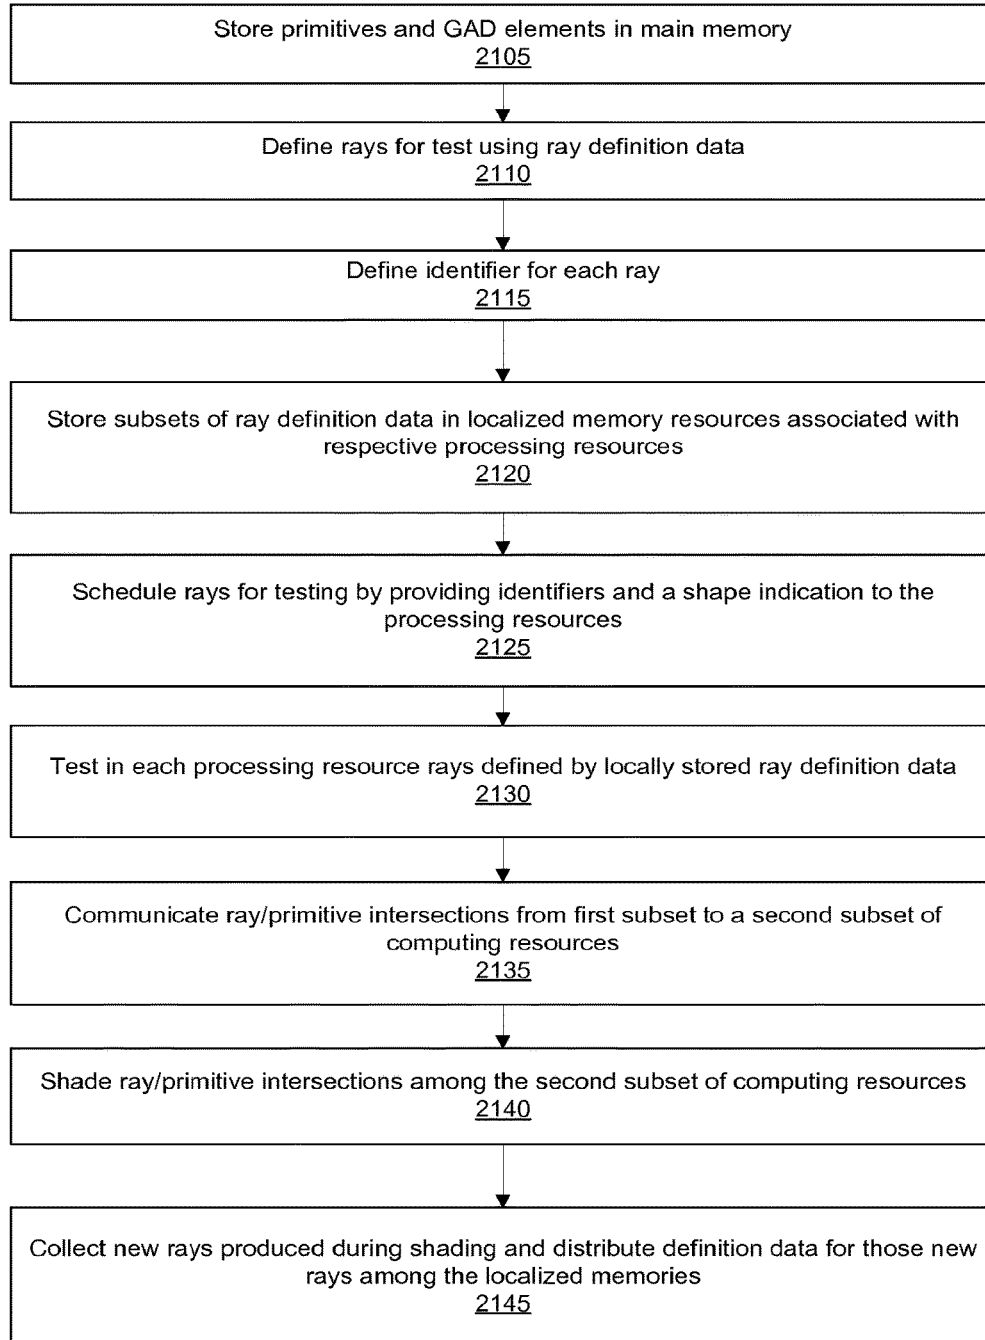 Store primitives and GAD elements in main memory
2105
Define rays for test using ray definition data
2110
Define identifier for each ray
2115
Store subsets of ray definition data in localized memory resources associated with
respective processing resources
2120
Schedule rays for testing by providing identifiers and a shape indication to the
processing resources
2125
Test in each processing resource rays defined by locally stored ray definition data
2130
Communicate ray/primitive intersections from first subset to a second subset of
computing resources
2135
Shade ray/primitive intersections among the second subset of computing resources
2140
Collect new rays produced during shading and distribute definition data for those new
rays among the localized memories
2145